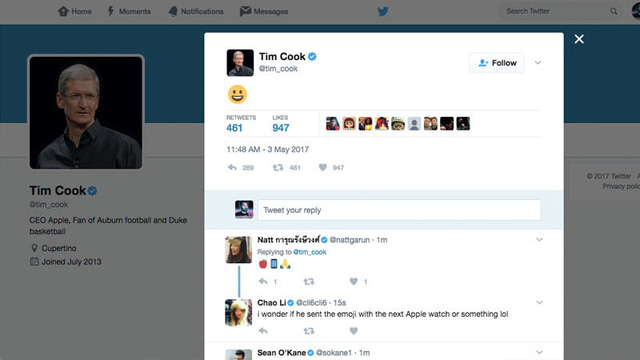 Home Moments Notifications Messages Search Twitter
Tim Cook
@tim_cook
Follow
RETWEETS LIKES
461 947
11:48 AM - 3 May 2017
269 461 947
Tim Cook
@tim_cook
CEO Apple, Fan of Auburn football and Duke
basketball
Cupertino
Joined July 2013
© 2017 Twitter
Privacy polic
Tweet your reply
Natt การุณรังษีวงศ์ @nattgarun · 1m
Replying to @tim_cook
1 1
Chao Li @cli6cli6 · 15s
i wonder if he sent the emoji with the next Apple watch or something lol
Sean O'Kane @sokane1 · 1m